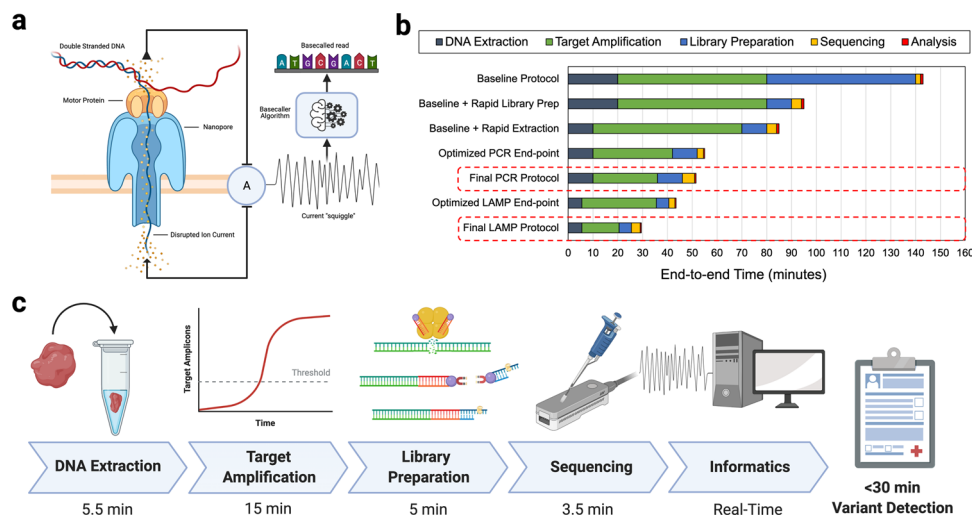 a
Double Stranded DNA
Motor Protein
Nanopore
Disrupted Ion Current
A
Basecalled read
A T G C G A C T
Basecaller
Algorithm
Current "squiggle"
b
DNA Extraction Target Amplification Library Preparation Sequencing Analysis
Baseline Protocol
Baseline + Rapid Library Prep
Baseline + Rapid Extraction
Optimized PCR End-point
Final PCR Protocol
Optimized LAMP End-point
Final LAMP Protocol
0 10 20 30 40 50 60 70 80 90 100 110 120 130 140 150 160
End-to-end Time (minutes)
c
Target Amplicons
Threshold
Time
DNA Extraction
Target
Amplification
Library
Preparation
Sequencing
Informatics
5.5 min
15 min
5 min
3.5 min
Real-Time
<30 min
Variant Detection